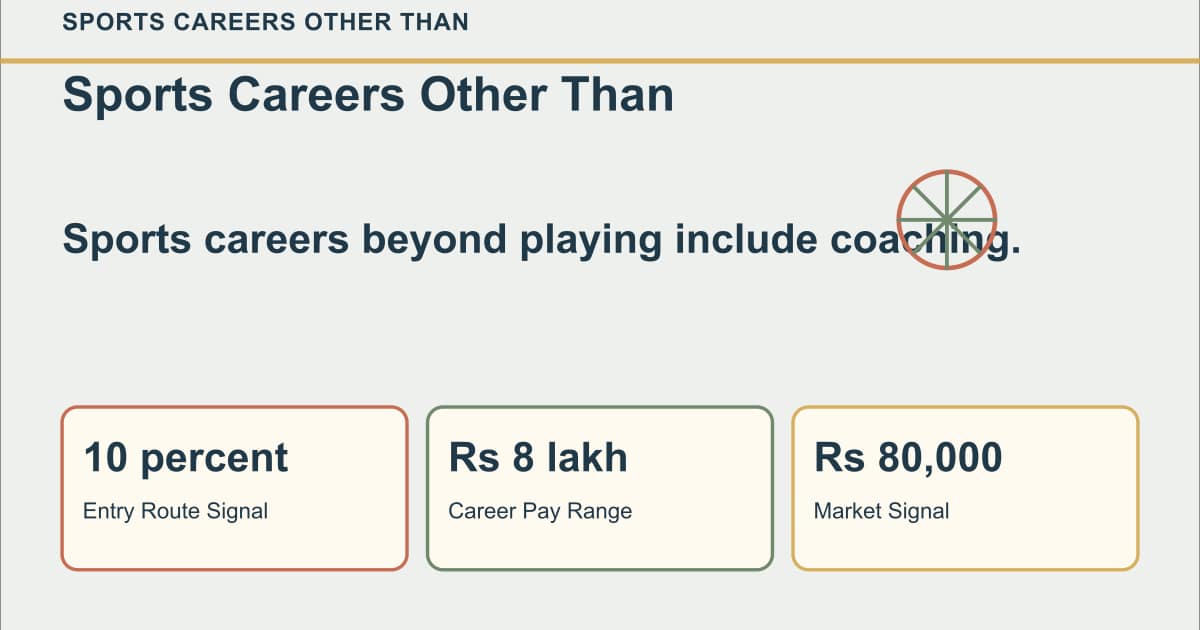 SPORTS CAREERS OTHER THAN
Sports Careers Other Than
Sports careers beyond playing include coaching.
10 percent
Entry Route Signal
Rs 8 lakh
Career Pay Range
Rs 80,000
Market Signal